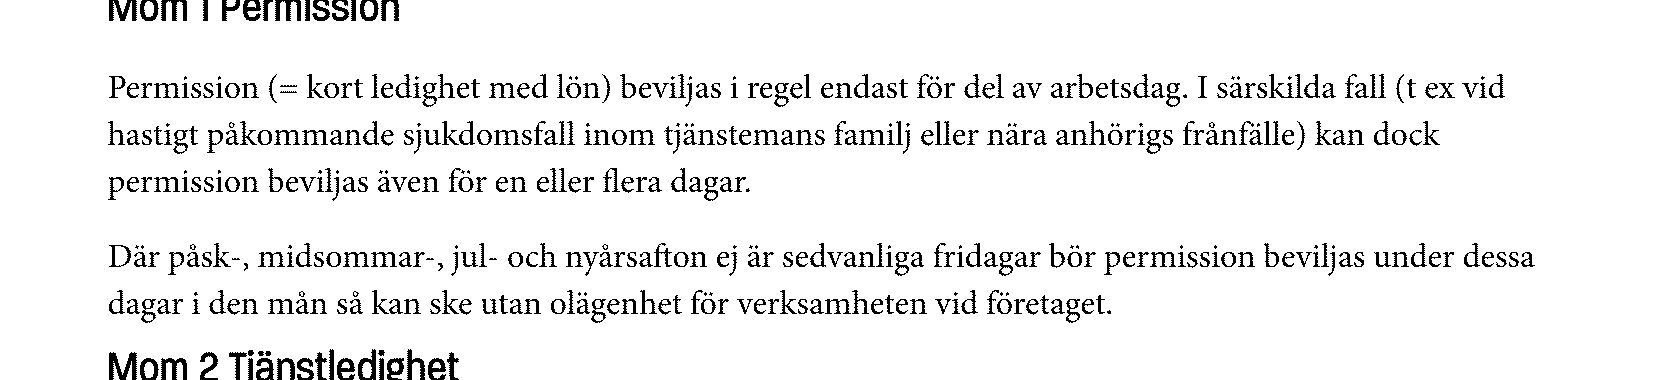 Mom 1 Permission
Permission (= kort ledighet med lön) beviljas i regel endast för del av arbetsdag. I särskilda fall (t ex vid
hastigt påkommande sjukdomsfall inom tjänstemans familj eller nära anhörigs frånfälle) kan dock
permission beviljas även för en eller flera dagar.
Där påsk-, midsommar-, jul- och nyårsafton ej är sedvanliga fridagar bör permission beviljas under dessa
dagar i den mån så kan ske utan olägenhet för verksamheten vid företaget.
Mom 2 Tjänstledighet